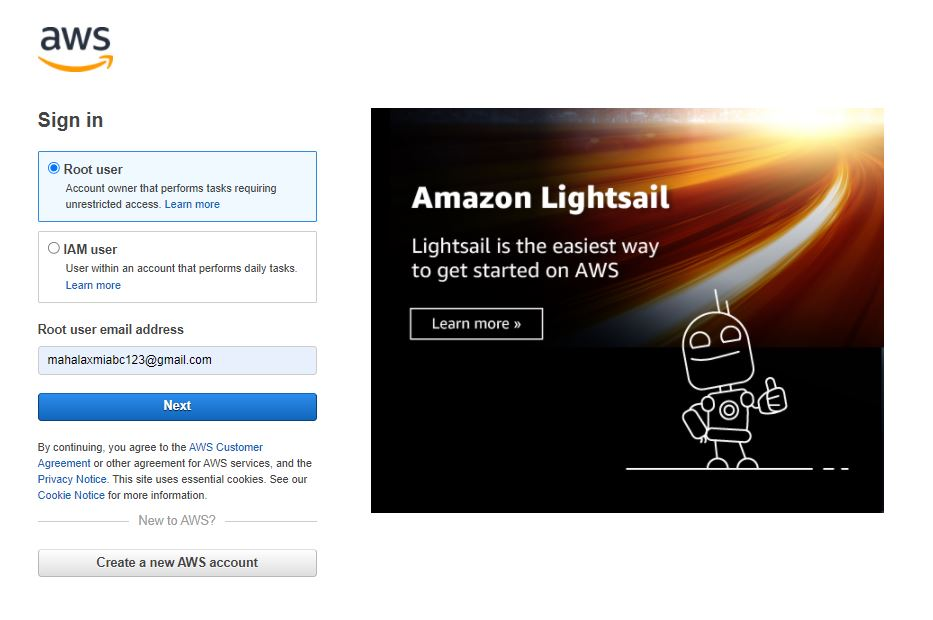 aws
Sign in
Root user
Account owner that performs tasks requiring
unrestricted access. Learn more
IAM user
User within an account that performs daily tasks.
Learn more
Root user email address
mahalaxmiabc123@gmail.com
Next
By continuing, you agree to the AWS Customer
Agreement or other agreement for AWS services, and the
Privacy Notice. This site uses essential cookies. See our
Cookie Notice for more information.
New to AWS?
Create a new AWS account
Amazon Lightsail
Lightsail is the easiest way
to get started on AWS
Learn more »